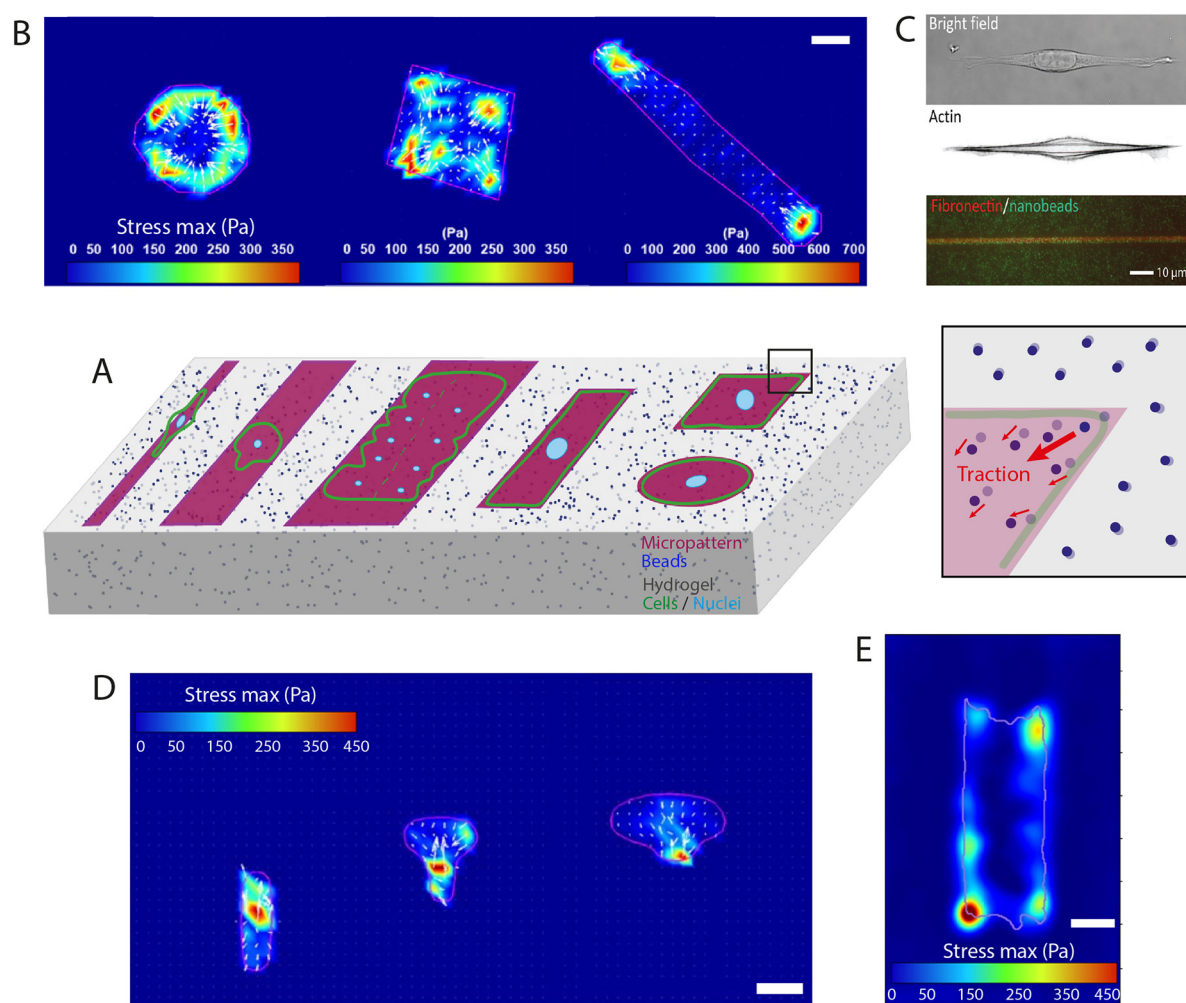 B
Stress max (Pa)
0 50 100 150 200 250 300 350
(Pa)
0 50 100 150 200 250 300 350
(Pa)
0 100 200 300 400 500 600 700
C
Bright field
Actin
Fibronectin/nanobeads
10 µm
A
Micropattern
Beads
Hydrogel
Cells / Nuclei
Traction
D
Stress max (Pa)
0 50 150 250 350 450
E
Stress max (Pa)
0 50 150 250 350 450